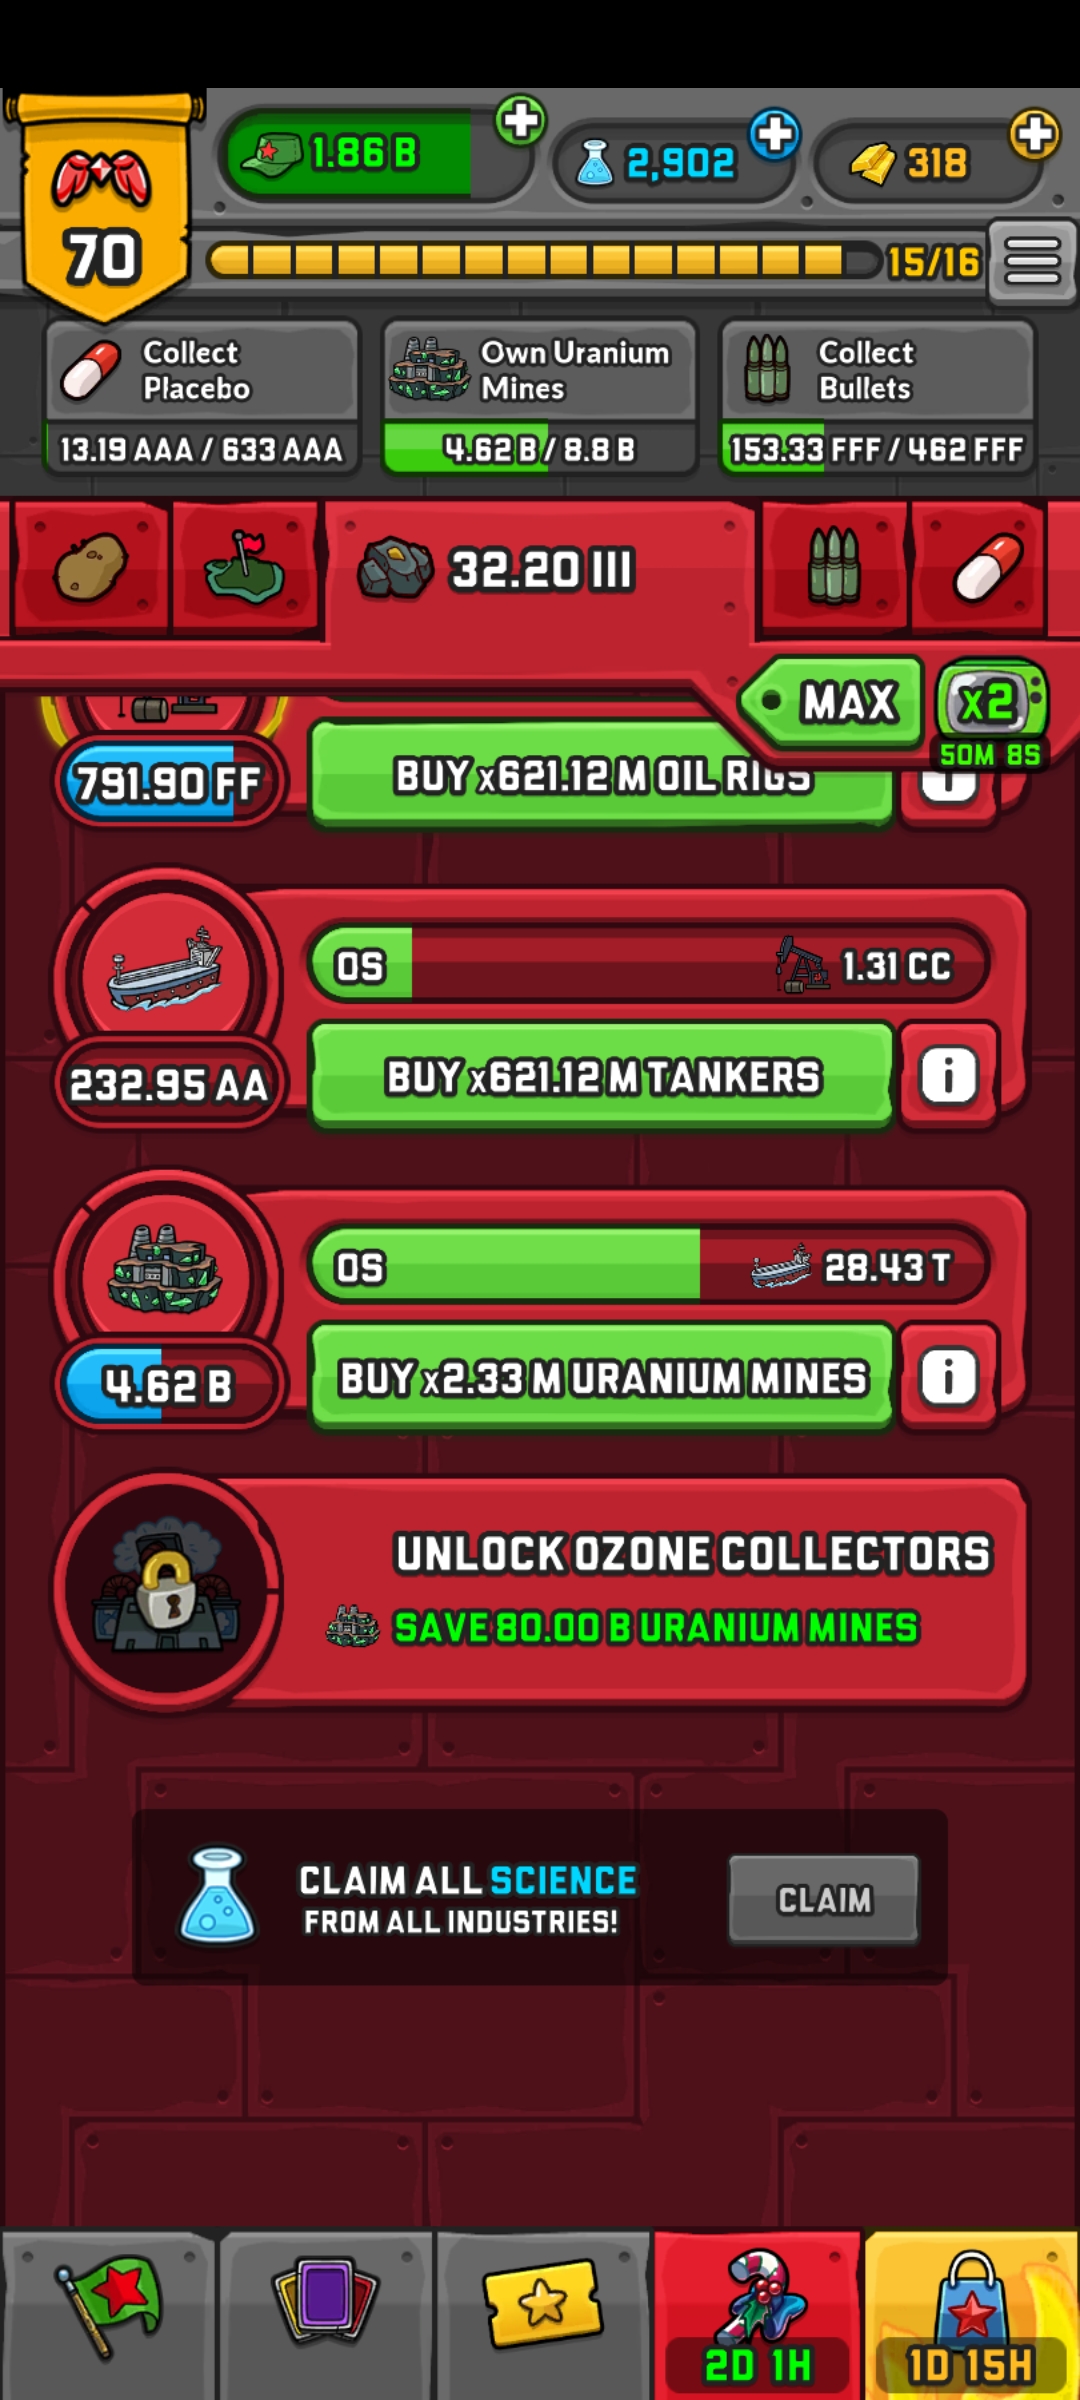 1.86 B
2,902
318
70
15/16
Collect
Placebo
13.19 AAA / 633 AAA
Own Uranium
Mines
4.62 B / 8.8 B
Collect
Bullets
153.33 FFF / 462 FFF
32.20 III
MAX
x2
50M 8S
791.90 FF
BUY x621.12 M OIL RIGS
0S
1.31 CC
232.95 AA
BUY x621.12 M TANKERS
i
0S
28.43 T
4.62 B
BUY x2.33 M URANIUM MINES
i
UNLOCK OZONE COLLECTORS
SAVE 80.00 B URANIUM MINES
CLAIM ALL SCIENCE
FROM ALL INDUSTRIES!
CLAIM
2D 1H
1D 15H